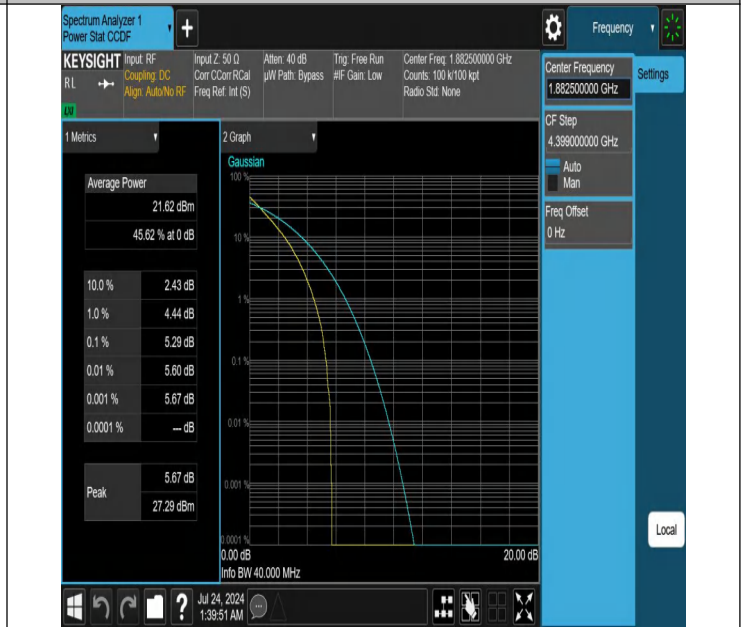 Spectrum Analyzer 1
Power Stat CCDF
+
Frequency
KEYSIGHT
RL
LXI
Input: RF
Coupling: DC
Align: Auto/No RF
Input Z: 50 Ω
Corr CCorr RCal
Freq Ref: Int (S)
Atten: 40 dB
µW Path: Bypass
Trig: Free Run
#IF Gain: Low
Center Freq: 1.882500000 GHz
Counts: 100 k/100 kpt
Radio Std: None
Center Frequency
1.882500000 GHz
Settings
CF Step
4.399000000 GHz
Auto
Man
Freq Offset
0 Hz
1 Metrics
Average Power
21.62 dBm
45.62 % at 0 dB
10.0 % 2.43 dB
1.0 % 4.44 dB
0.1 % 5.29 dB
0.01 % 5.60 dB
0.001 % 5.67 dB
0.0001 % --- dB
Peak
5.67 dB
27.29 dBm
2 Graph
Gaussian
100 %
10 %
1 %
0.1 %
0.01 %
0.001 %
0.0001 %
0.00 dB 20.00 dB
Info BW 40.000 MHz
Local
?
Jul 24, 2024
1:39:51 AM